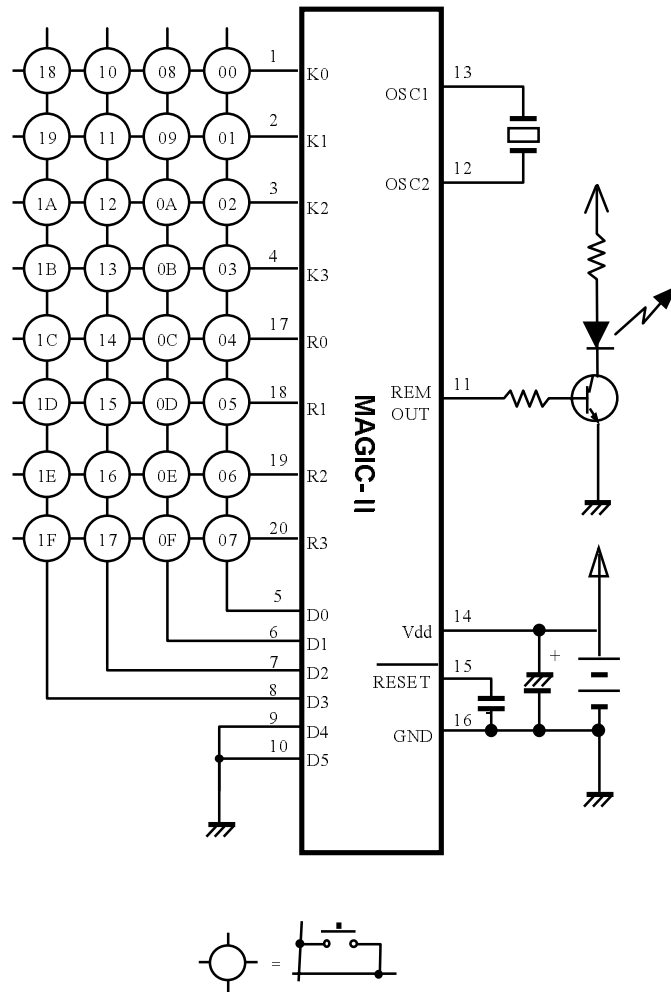 18 10 08 00 1 K0
19 11 09 01 2 K1
1A 12 0A 02 3 K2
1B 13 0B 03 4 K3
1C 14 0C 04 17 R0
1D 15 0D 05 18 R1
1E 16 0E 06 19 R2
1F 17 0F 07 20 R3
5 D0
6 D1
7 D2
8 D3
9 D4
10 D5
MAGIC-II
OSC1 13
OSC2 12
REM 11
OUT
Vdd 14
+
RESET 15
GND 16
=